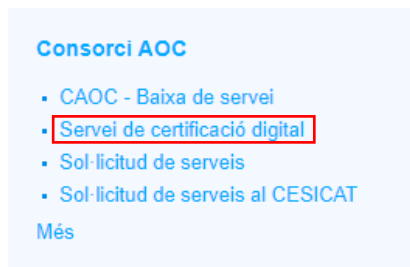 Consorci AOC
CAOC - Baixa de servei
Servei de certificació digital
Sol·licitud de serveis
Sol·licitud de serveis al CESICAT
Més